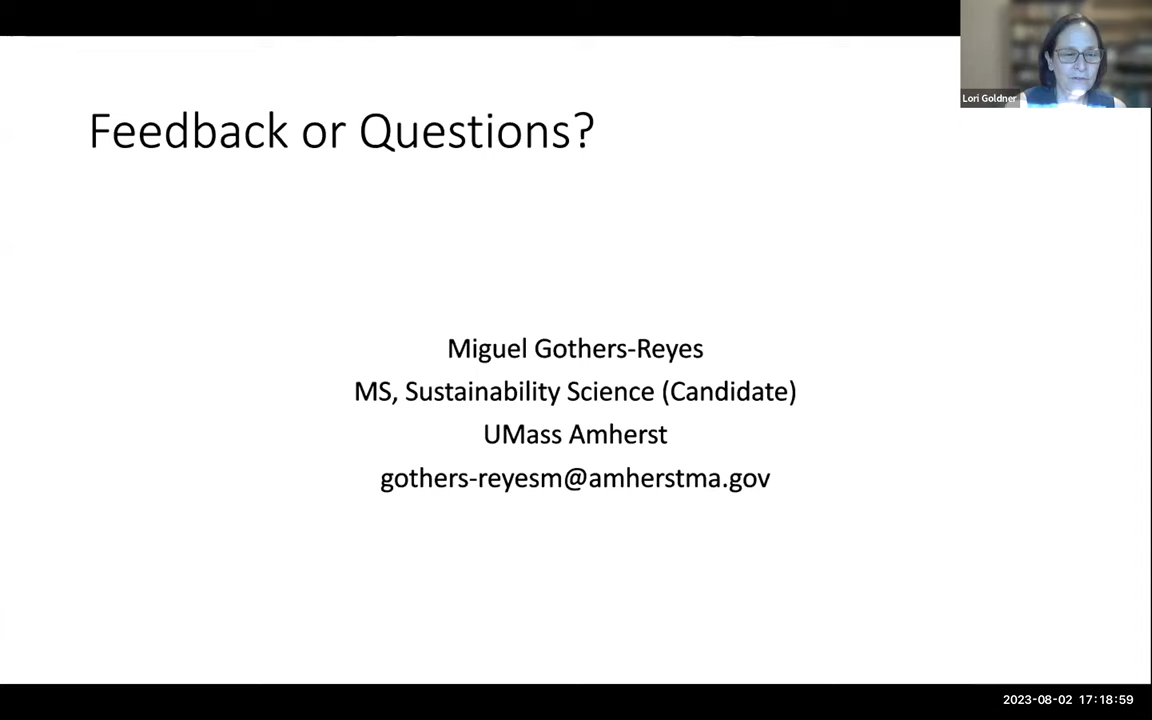 Lori Goldner
Feedback or Questions?
Miguel Gothers-Reyes
MS, Sustainability Science (Candidate)
UMass Amherst
gothers-reyesm@amherstma.gov
2023-08-02 17:18:59